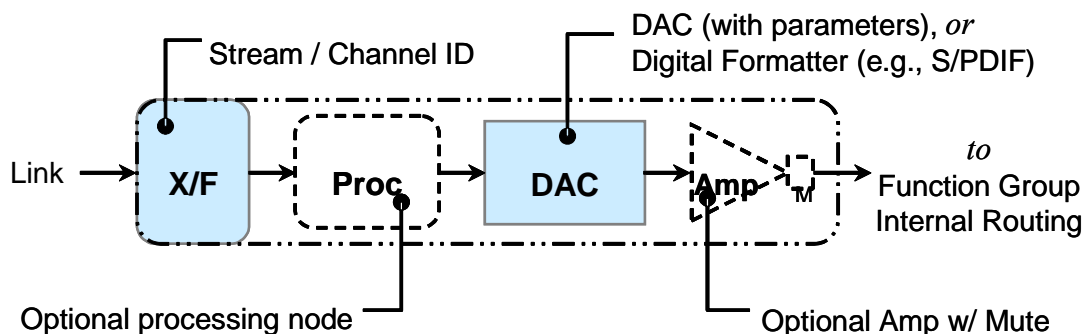 Stream / Channel ID
DAC (with parameters), or
Digital Formatter (e.g., S/PDIF)
Link
X/F
Proc
DAC
Amp
M
to
Function Group
Internal Routing
Optional processing node
Optional Amp w/ Mute